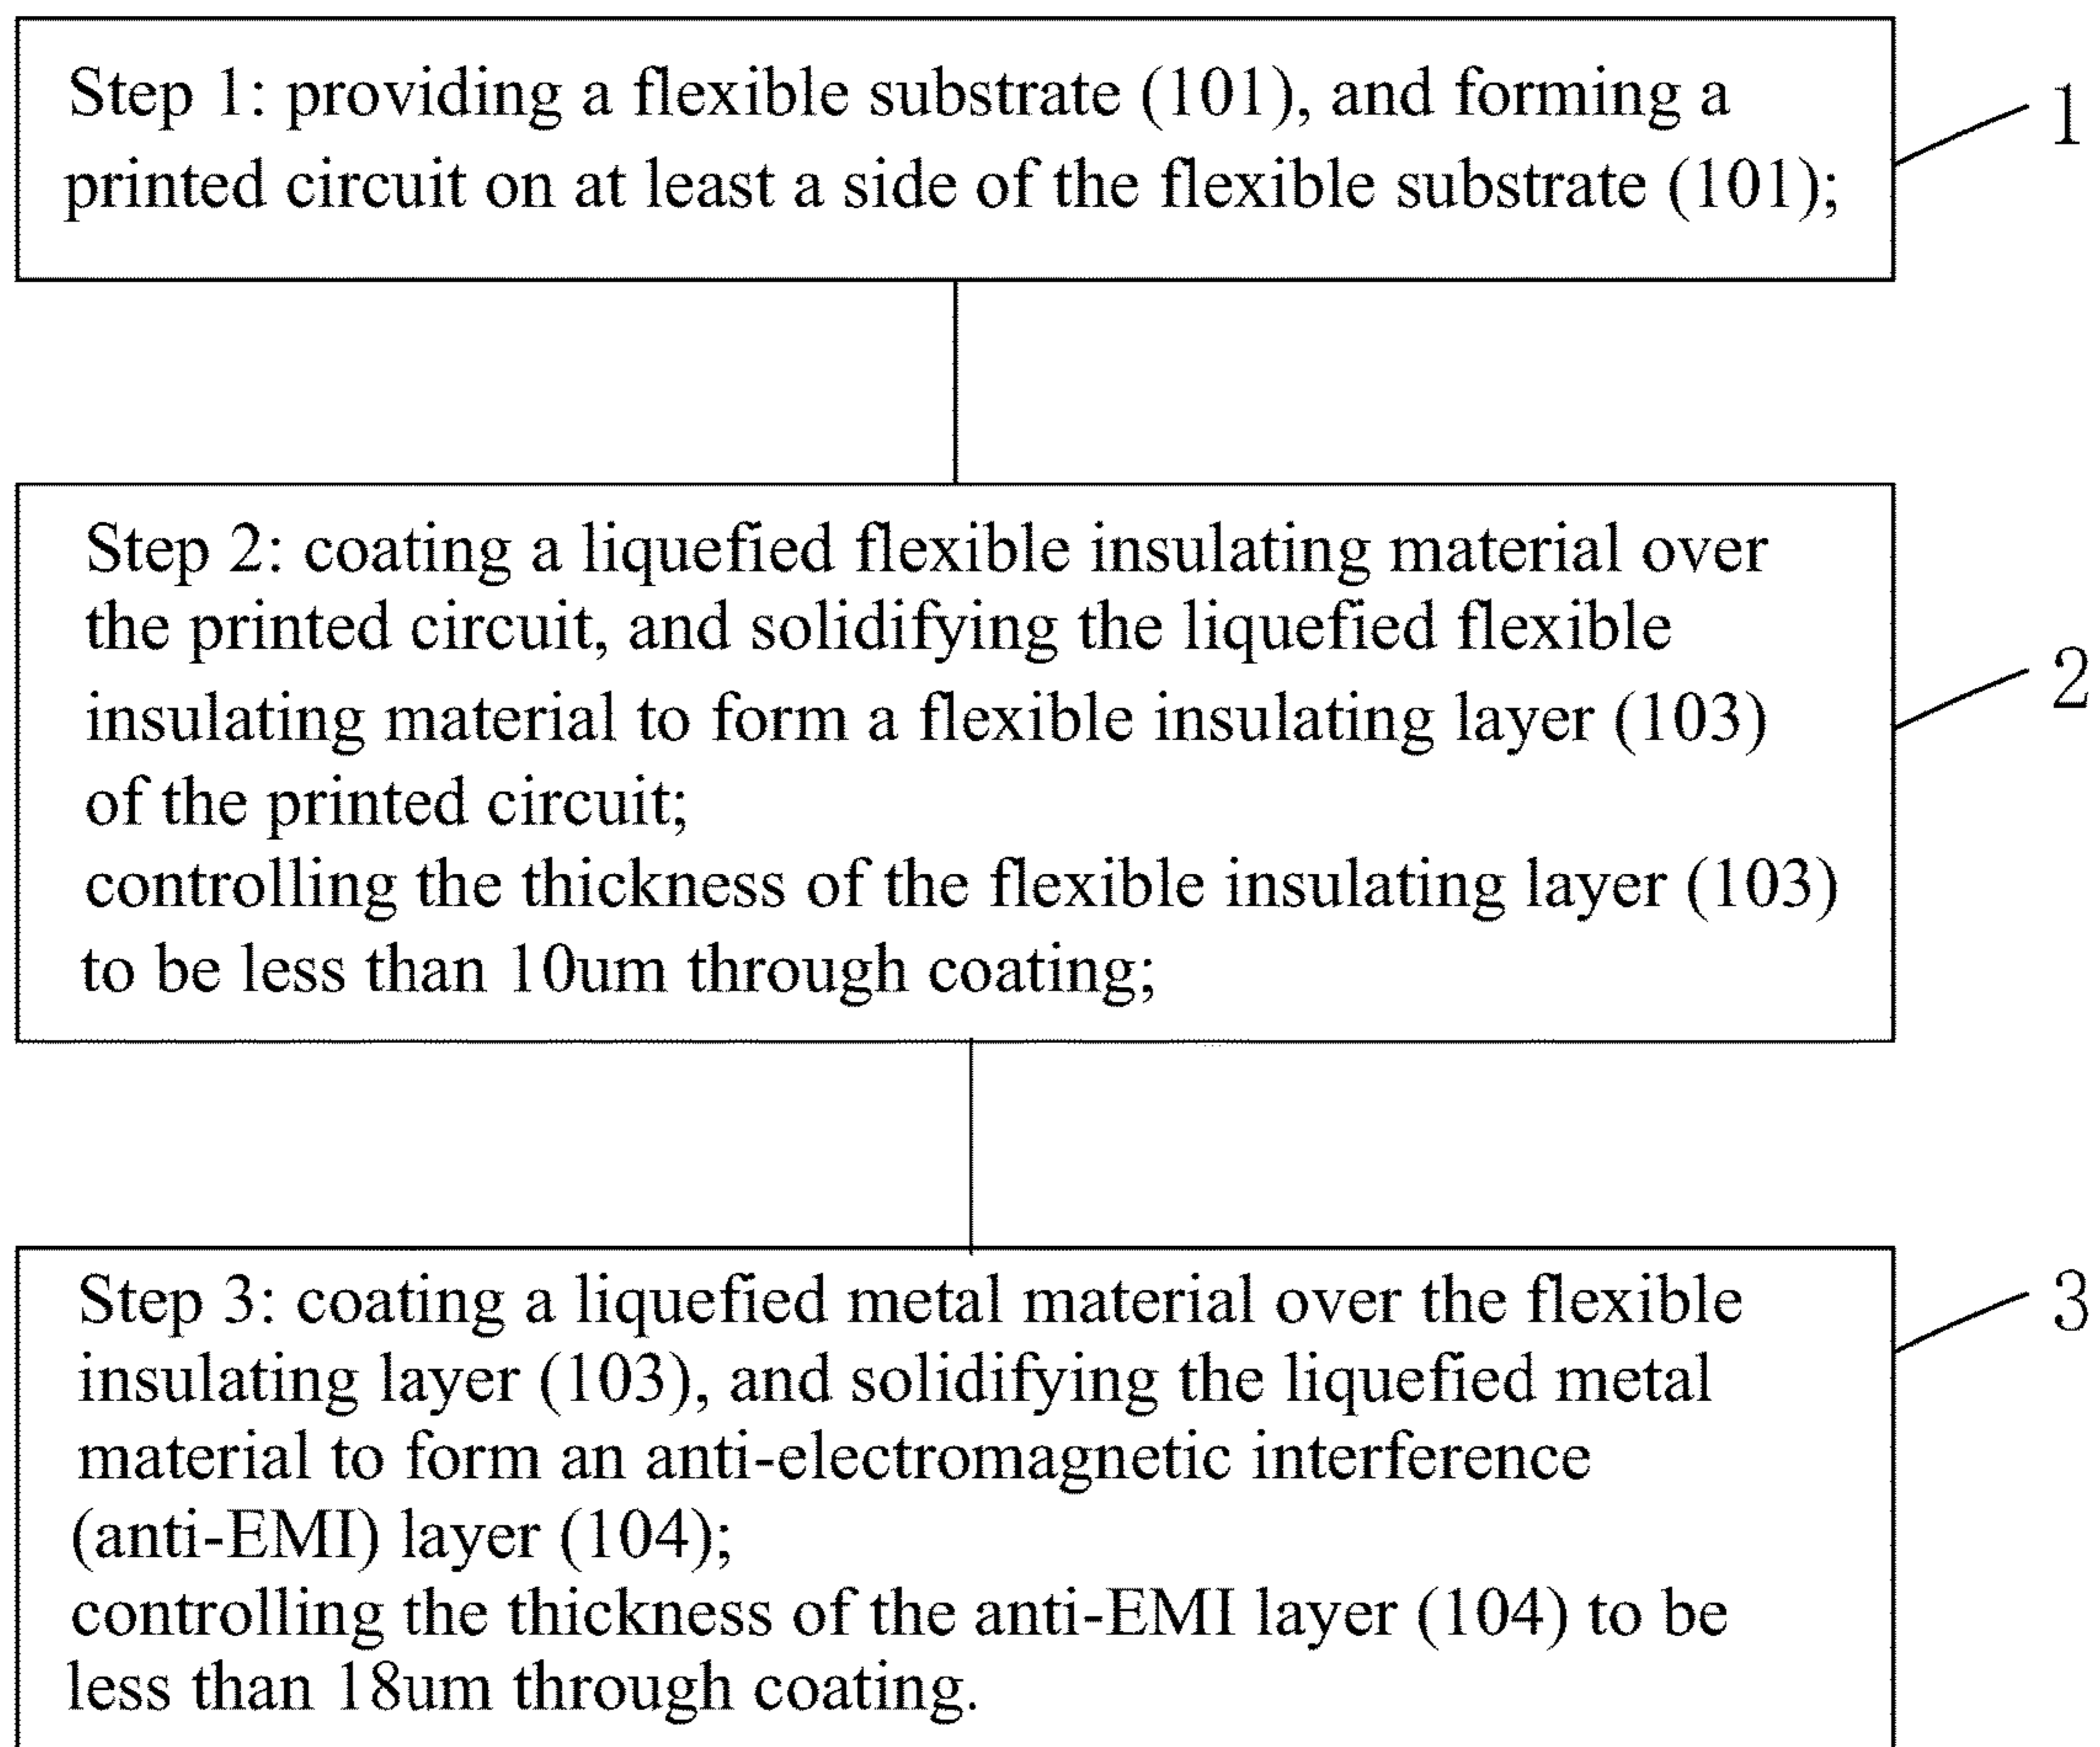 Step 1: providing a flexible substrate (101), and forming a
printed circuit on at least a side of the flexible substrate (101);
1
Step 2: coating a liquefied flexible insulating material over
the printed circuit, and solidifying the liquefied flexible
insulating material to form a flexible insulating layer (103)
of the printed circuit;
controlling the thickness of the flexible insulating layer (103)
to be less than 10um through coating;
2
Step 3: coating a liquefied metal material over the flexible
insulating layer (103), and solidifying the liquefied metal
material to form an anti-electromagnetic interference
(anti-EMI) layer (104);
controlling the thickness of the anti-EMI layer (104) to be
less than 18um through coating.
3